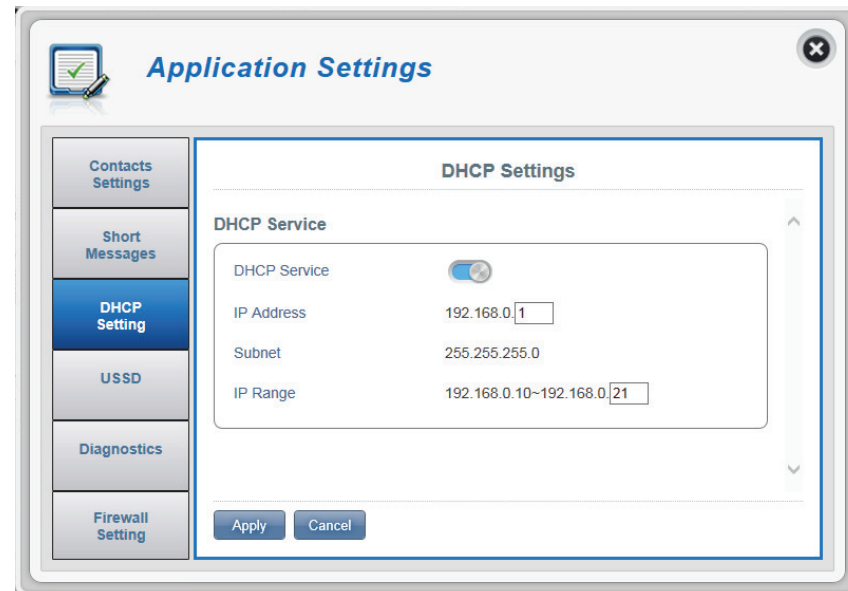 Application Settings
Contacts
Settings
Short
Messages
DHCP
Setting
USSD
Diagnostics
Firewall
Setting
DHCP Settings
DHCP Service
DHCP Service
IP Address 192.168.0.1
Subnet 255.255.255.0
IP Range 192.168.0.10~192.168.0.21
Apply Cancel